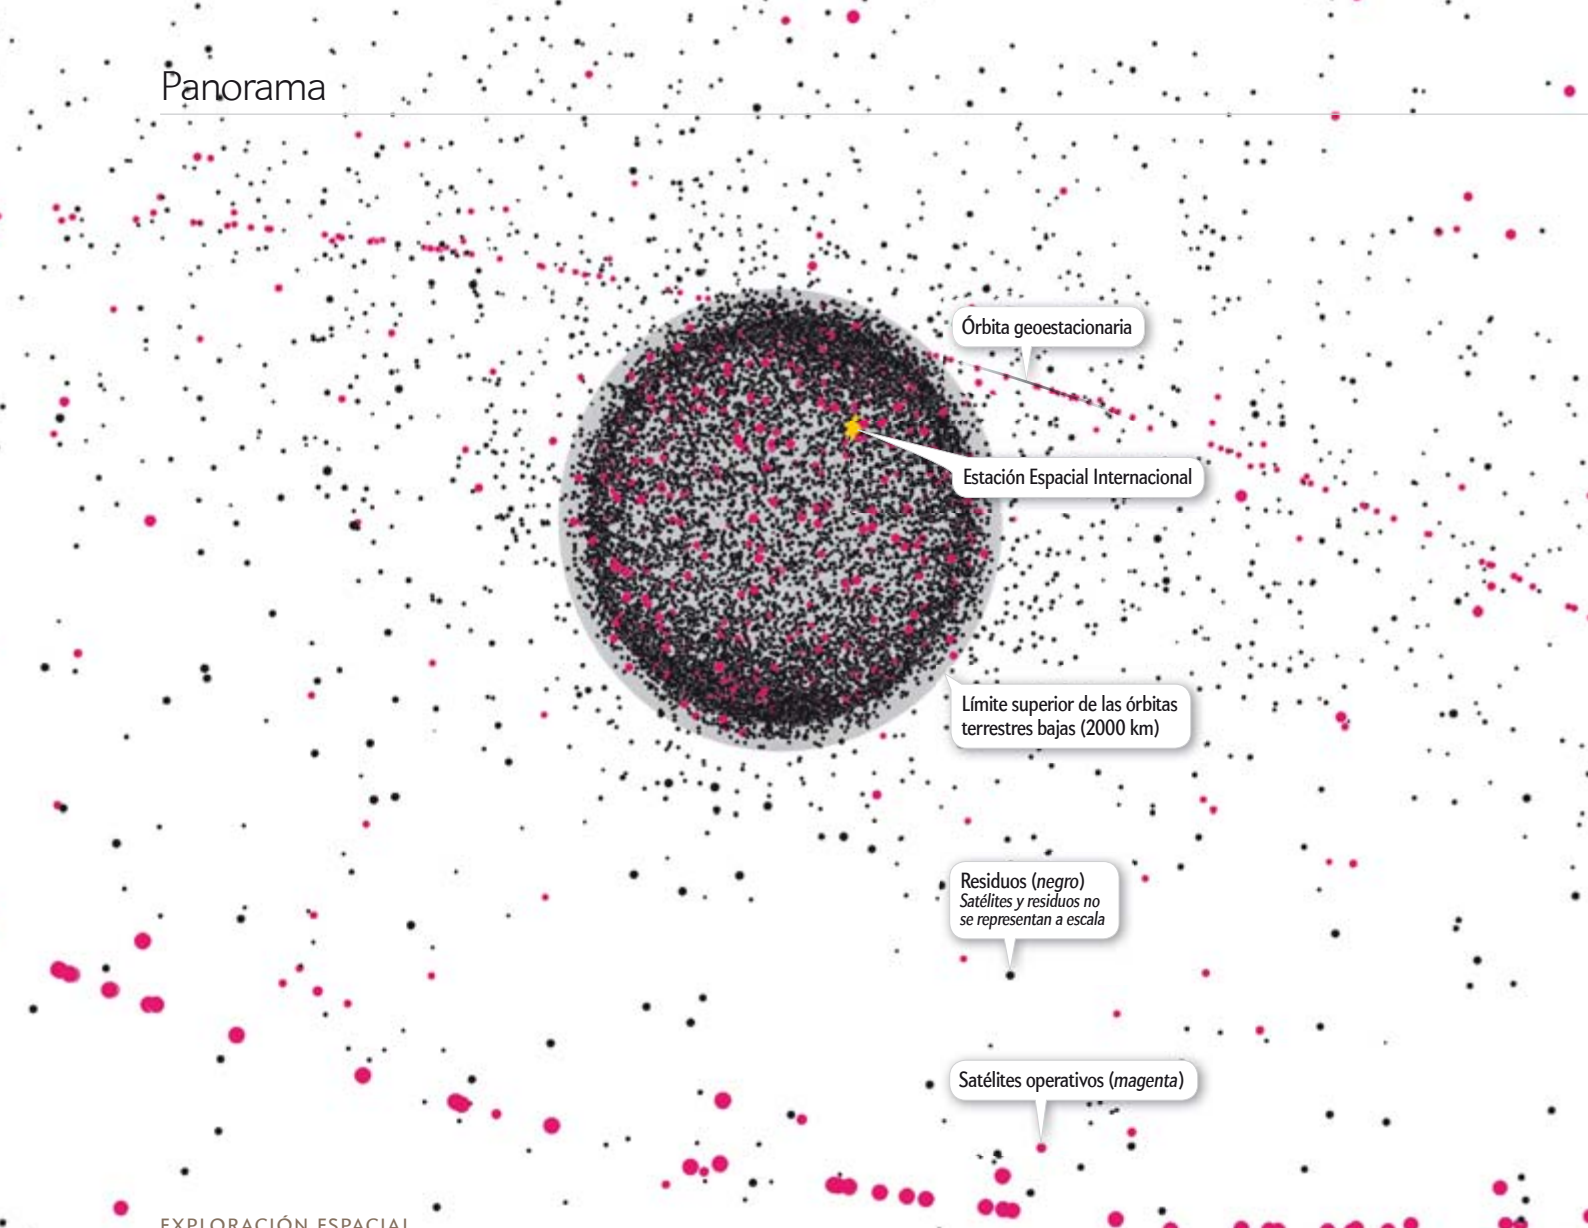 Panorama
Órbita geoestacionaria
Estación Espacial Internacional
Límite superior de las órbitas
terrestres bajas (2000 km)
Residuos (negro)
Satélites y residuos no
se representan a escala
Satélites operativos (magenta)
EXPLORACIÓN ESPACIAL